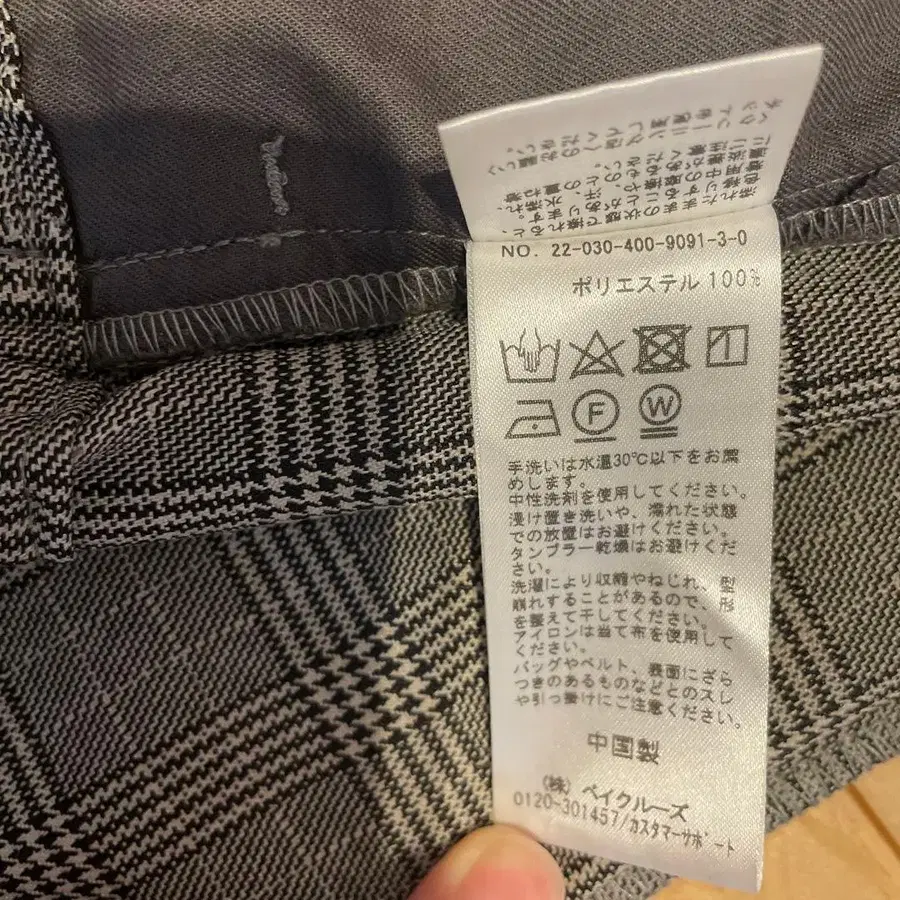 NO. 22-030-400-9091-3-0
ポリエステル 100%
F
W
手洗いは水温30℃以下をお薦
めします。
中性洗剤を使用してください。
浸け置き洗いや、濡れた状態
での放置はお避けください。
タンブラー乾燥はお避けくだ
さい。
洗濯により収縮やねじれ、型
崩れすることがあるので、形
を整えて干してください。
アイロンは当て布を使用して
ください。
バッグやベルト、表面にざら
つきのあるものなどとのスレ
や引っ掛けにご注意ください。
中国製
(株) ベイクルーズ
0120-301457/カスタマーサポート